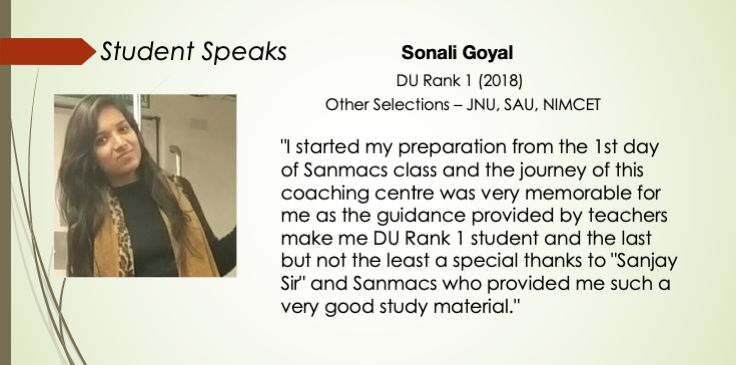 Student Speaks
Sonali Goyal
DU Rank 1 (2018)
Other Selections – JNU, SAU, NIMCET
"I started my preparation from the 1st day
of Sanmacs class and the journey of this
coaching centre was very memorable for
me as the guidance provided by teachers
make me DU Rank 1 student and the last
but not the least a special thanks to "Sanjay
Sir" and Sanmacs who provided me such a
very good study material."